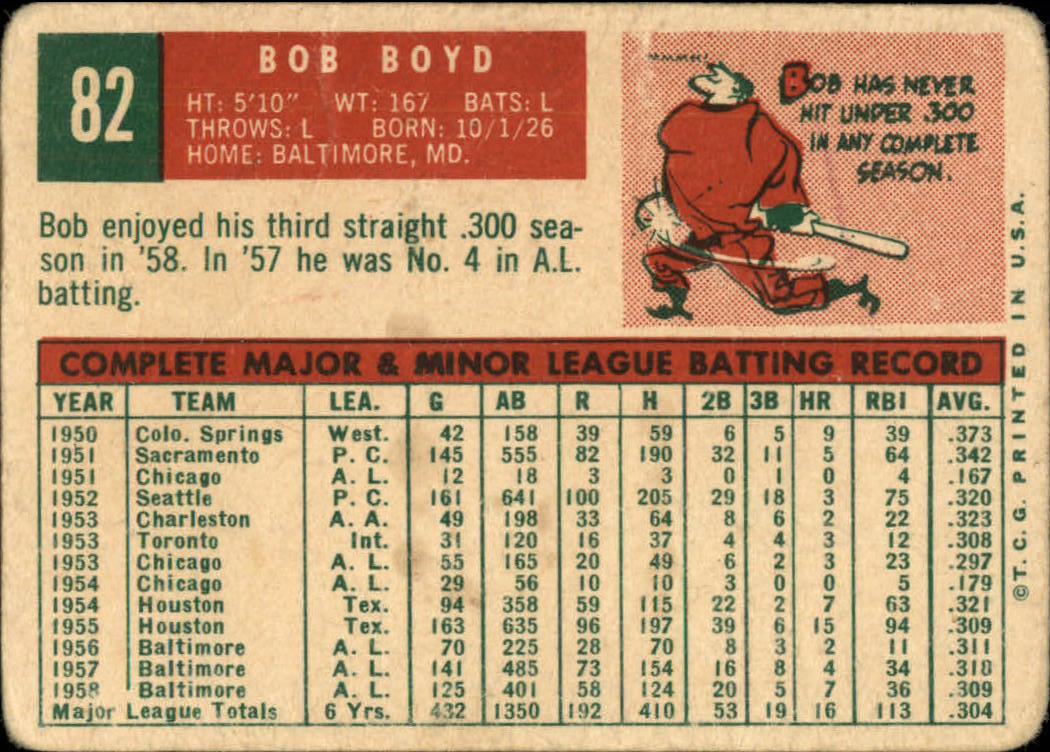 82
BOB BOYD
HT: 5'10" WT: 167 BATS: L
THROWS: L BORN: 10/1/26
HOME: BALTIMORE, MD.
BOB HAS NEVER
HIT UNDER .300
IN ANY COMPLETE
SEASON.
Bob enjoyed his third straight .300 sea-
son in '58. In '57 he was No. 4 in A.L.
batting.
COMPLETE MAJOR & MINOR LEAGUE BATTING RECORD
YEAR TEAM LEA. G AB R H 2B 3B HR RBI AVG.
1950 Colo. Springs West. 42 158 39 59 6 5 9 39 .373
1951 Sacramento P. C. 145 555 82 190 32 11 5 64 .342
1951 Chicago A. L. 12 18 3 3 0 1 0 4 .167
1952 Seattle P. C. 161 641 100 205 29 18 3 75 .320
1953 Charleston A. A. 49 198 33 64 8 6 2 22 .323
1953 Toronto Int. 31 120 16 37 4 4 3 12 .308
1953 Chicago A. L. 55 165 20 49 6 2 3 23 .297
1954 Chicago A. L. 29 56 10 10 3 0 0 5 .179
1954 Houston Tex. 94 358 59 115 22 2 7 63 .321
1955 Houston Tex. 163 635 96 197 39 6 15 94 .309
1956 Baltimore A. L. 70 225 28 70 8 3 2 11 .311
1957 Baltimore A. L. 141 485 73 154 16 8 4 34 .318
1958 Baltimore A. L. 125 401 58 124 20 5 7 36 .309
Major League Totals 6 Yrs. 432 1350 192 410 53 19 16 113 .304
©T. C. G. PRINTED IN U.S.A.